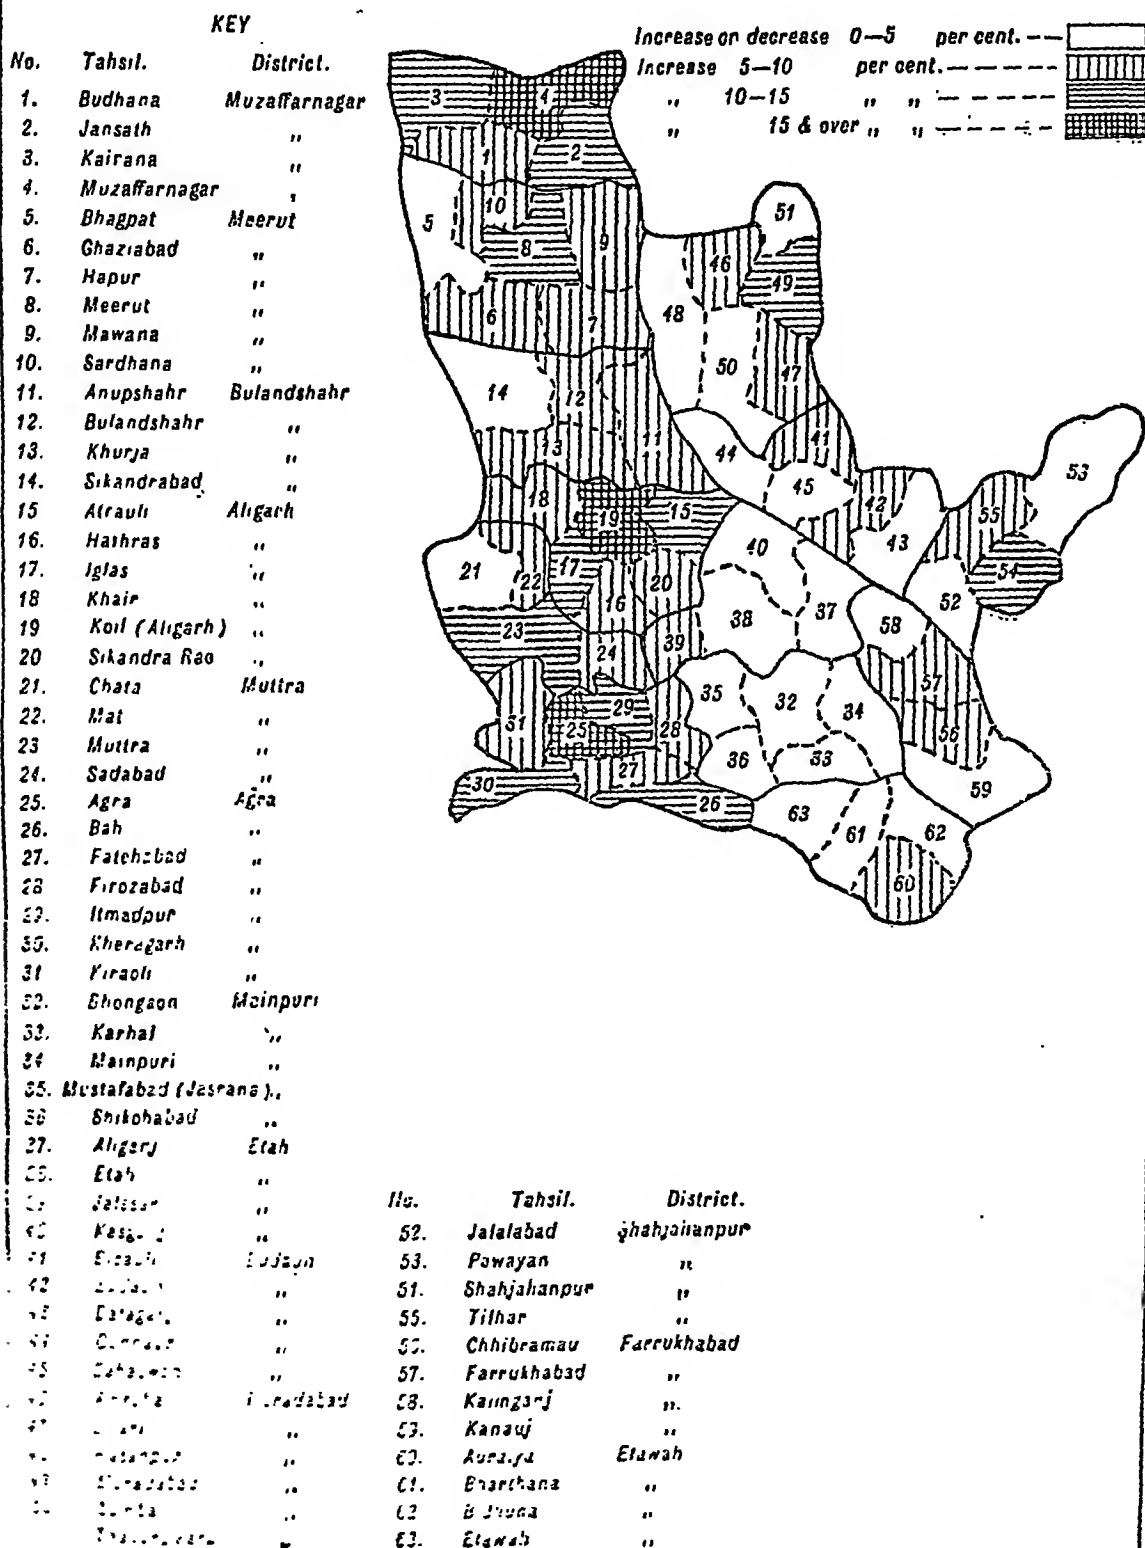 KEY
No. Tahsil. District.
1. Budhana Muzaffarnagar
2. Jansath "
3. Kairana "
4. Muzaffarnagar "
5. Bhagpat Meerut
6. Ghaziabad "
7. Hapur "
8. Meerut "
9. Mawana "
10. Sardhana "
11. Anupshahr Bulandshahr
12. Bulandshahr "
13. Khurja "
14. Sikandrabad "
15 Atrauli Aligarh
16. Hathras "
17. Iglas "
18 Khair "
19 Koil (Aligarh) "
20 Sikandra Rao "
21. Chata Muttra
22. Mat "
23 Muttra "
24. Sadabad "
25. Agra Agra
26. Bah "
27. Fatehabad "
28 Firozabad "
29. Itmadpur "
30. Kheragarh "
31 Kiraoli "
32. Bhongaon Mainpuri
33. Karhal "
34 Mainpuri "
35. Mustafabad (Jasrana) "
36 Shikohabad "
37. Aliganj Etah
Etah "
Jalesar "
"
41
42 "
"
"
"
Moradabad
"
"
"
"
"
Increase or decrease 0—5 per cent.
Increase 5—10 per cent.
" 10—15 " "
" 15 & over " "
3 4
1 2
5 10 8 9
6 7
14 12
13 11
18 19 15
21 22 17 16 20
23 24 39
31 25 29 28
30 27 26
51
48 46 49
50 47
44 41
45 42 43
40 37
38
35 32 34
36 33
55 53
52 54
58 57
56 59
63 61 62
60
No. Tahsil. District.
52. Jalalabad Shahjahanpur
53. Pawayan "
51. Shahjahanpur "
55. Tilhar "
Chhibramau Farrukhabad
57. Farrukhabad "
58. Kaimganj "
59. Kanauj "
60. Auraiya Etawah
61. Bharthana "
62 Bidhuna "
63. Etawah "